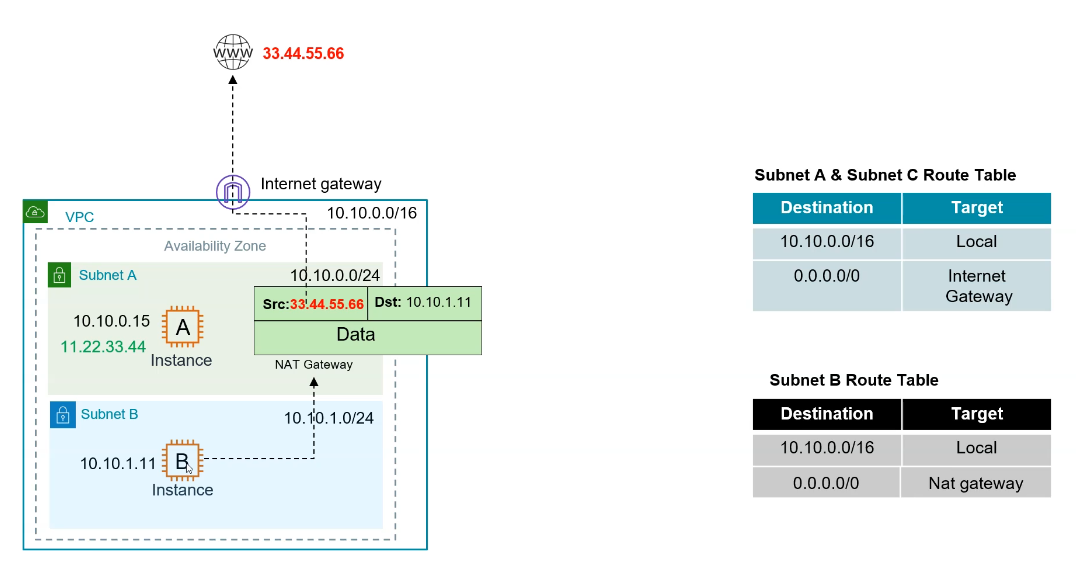 WWW
33.44.55.66
Internet gateway
VPC
10.10.0.0/16
Availability Zone
Subnet A
10.10.0.0/24
Src:33.44.55.66 Dst: 10.10.1.11
Data
10.10.0.15
A
11.22.33.44
Instance
NAT Gateway
Subnet B
10.10.1.0/24
10.10.1.11
B
Instance
Subnet A & Subnet C Route Table
Destination Target
10.10.0.0/16 Local
0.0.0.0/0 Internet
Gateway
Subnet B Route Table
Destination Target
10.10.0.0/16 Local
0.0.0.0/0 Nat gateway